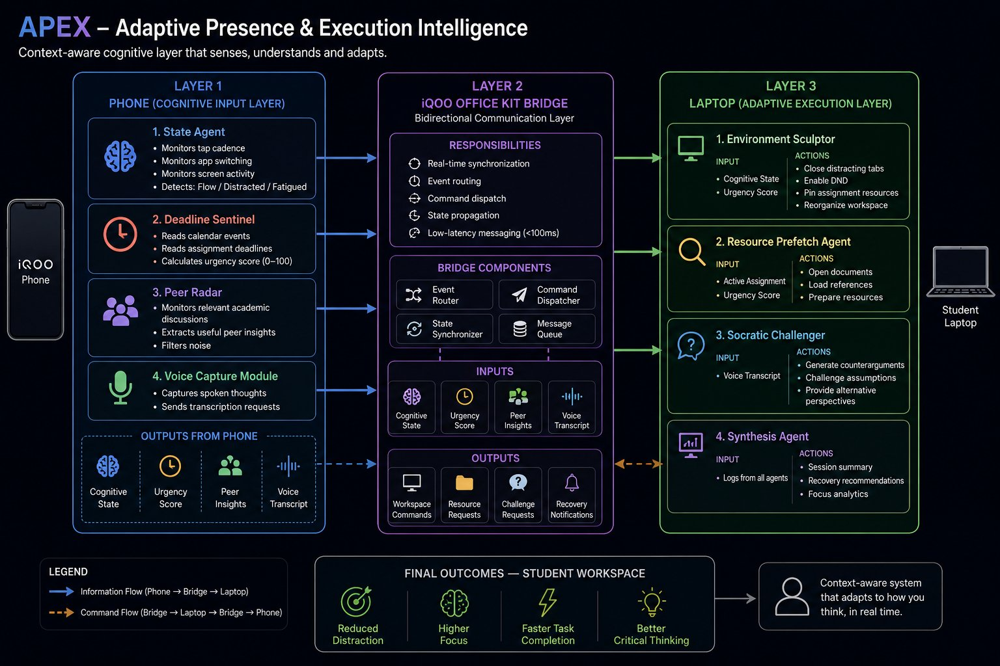 APEX – Adaptive Presence & Execution Intelligence
Context-aware cognitive layer that senses, understands and adapts.
iQOO
Phone
LAYER 1
PHONE (COGNITIVE INPUT LAYER)
1. State Agent
• Monitors tap cadence
• Monitors app switching
• Monitors screen activity
• Detects: Flow / Distracted / Fatigued
2. Deadline Sentinel
• Reads calendar events
• Reads assignment deadlines
• Calculates urgency score (0–100)
3. Peer Radar
• Monitors relevant academic
discussions
• Extracts useful peer insights
• Filters noise
4. Voice Capture Module
• Captures spoken thoughts
• Sends transcription requests
OUTPUTS FROM PHONE
Cognitive
State
Urgency
Score
Peer
Insights
Voice
Transcript
LAYER 2
iQOO OFFICE KIT BRIDGE
Bidirectional Communication Layer
RESPONSIBILITIES
Real-time synchronization
Event routing
Command dispatch
State propagation
Low-latency messaging (<100ms)
BRIDGE COMPONENTS
Event
Router
Command
Dispatcher
State
Synchronizer
Message
Queue
INPUTS
Cognitive
State
Urgency
Score
Peer
Insights
Voice
Transcript
OUTPUTS
Workspace
Commands
Resource
Requests
Challenge
Requests
Recovery
Notifications
LAYER 3
LAPTOP (ADAPTIVE EXECUTION LAYER)
1. Environment Sculptor
INPUT
• Cognitive State
• Urgency Score
ACTIONS
• Close distracting tabs
• Enable DND
• Pin assignment resources
• Reorganize workspace
2. Resource Prefetch Agent
INPUT
• Active Assignment
• Urgency Score
ACTIONS
• Open documents
• Load references
• Prepare resources
3. Socratic Challenger
INPUT
• Voice Transcript
ACTIONS
• Generate counterarguments
• Challenge assumptions
• Provide alternative
perspectives
4. Synthesis Agent
INPUT
• Logs from all agents
ACTIONS
• Session summary
• Recovery recommendations
• Focus analytics
Student
Laptop
LEGEND
Information Flow (Phone → Bridge → Laptop)
Command Flow (Bridge → Laptop → Bridge → Phone)
FINAL OUTCOMES — STUDENT WORKSPACE
Reduced
Distraction
Higher
Focus
Faster Task
Completion
Better
Critical Thinking
Context-aware system
that adapts to how you
think, in real time.